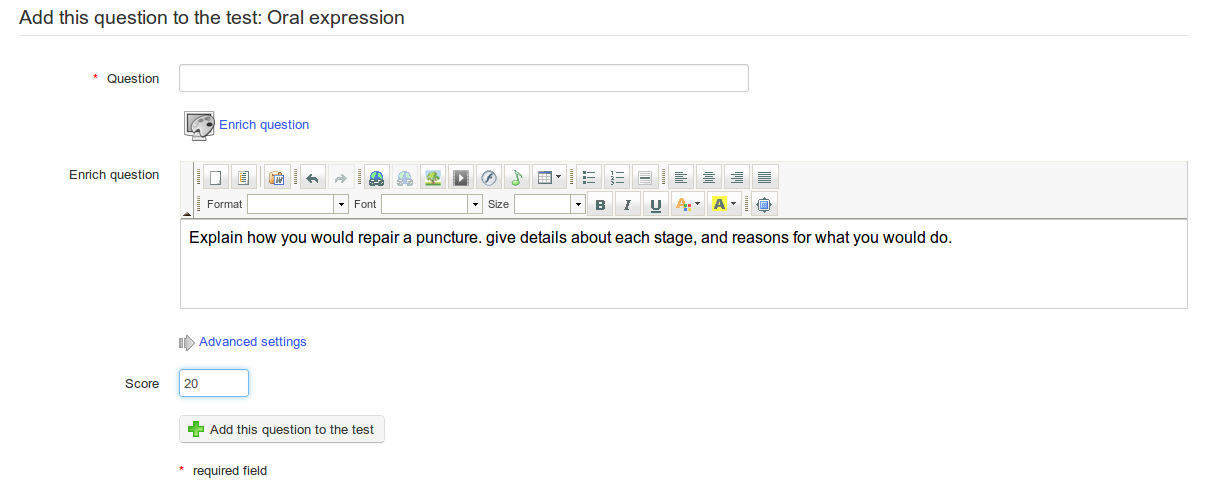 Add this question to the test: Oral expression
* Question
Enrich question
Enrich question
Format Font Size B I U A A
Explain how you would repair a puncture. give details about each stage, and reasons for what you would do.
Advanced settings
Score 20
Add this question to the test
* required field